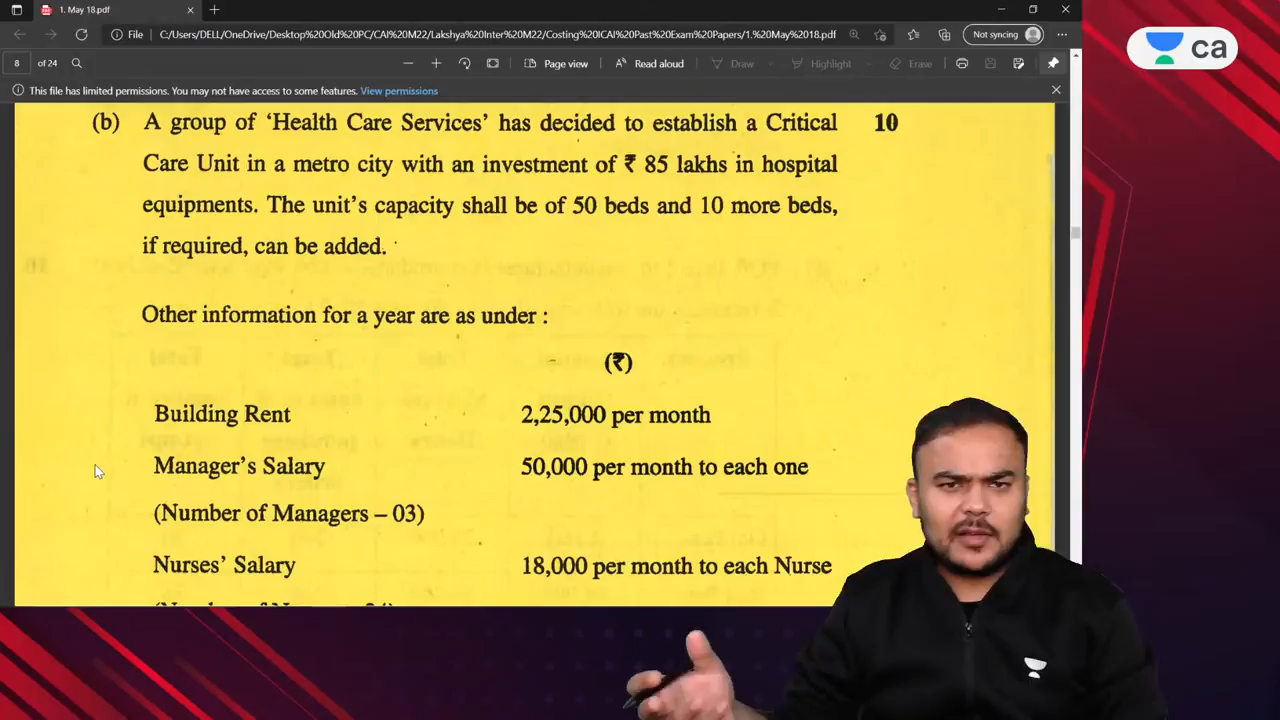 1. May 18.pdf
File
C:/Users/DELL/OneDrive/Desktop%20Old%20PC/CAI%20M22/Lakshya%20Inter%20M22/Costing%20ICAI%20Past%20Exam%20Papers/1.%20May%2018.pdf
Not syncing
8 of 24
Page view
Read aloud
Draw
Highlight
Erase
This file has limited permissions. You may not have access to some features. View permissions
ca
(b) A group of ‘Health Care Services’ has decided to establish a Critical 10
Care Unit in a metro city with an investment of ₹ 85 lakhs in hospital
equipments. The unit’s capacity shall be of 50 beds and 10 more beds,
if required, can be added.
Other information for a year are as under :
(₹)
Building Rent 2,25,000 per month
Manager’s Salary 50,000 per month to each one
(Number of Managers – 03)
Nurses’ Salary 18,000 per month to each Nurse